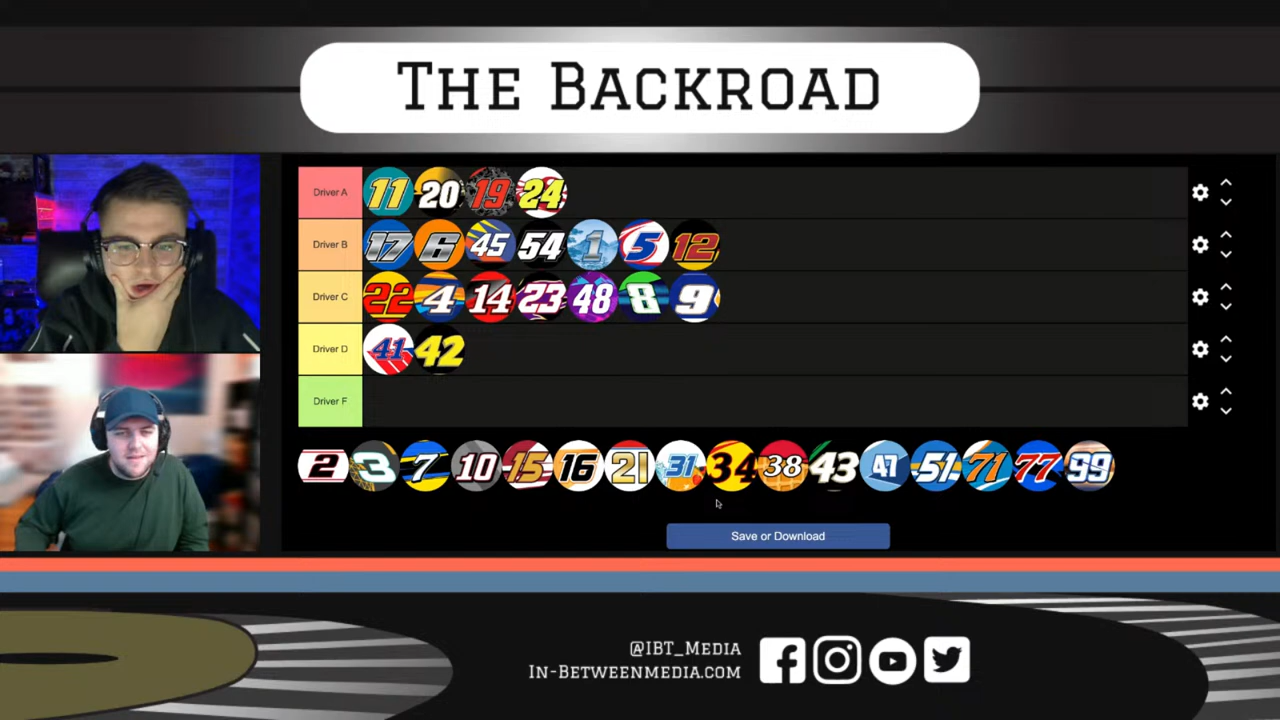 The Backroad
Driver A 11 20 19 24
Driver B 17 6 45 54 1 5 12
Driver C 22 4 14 23 48 8 9
Driver D 41 42
Driver F
2 3 7 10 15 16 21 31 34 38 43 47 51 71 77 99
Save or Download
@IBT_Media
In-Betweenmedia.com